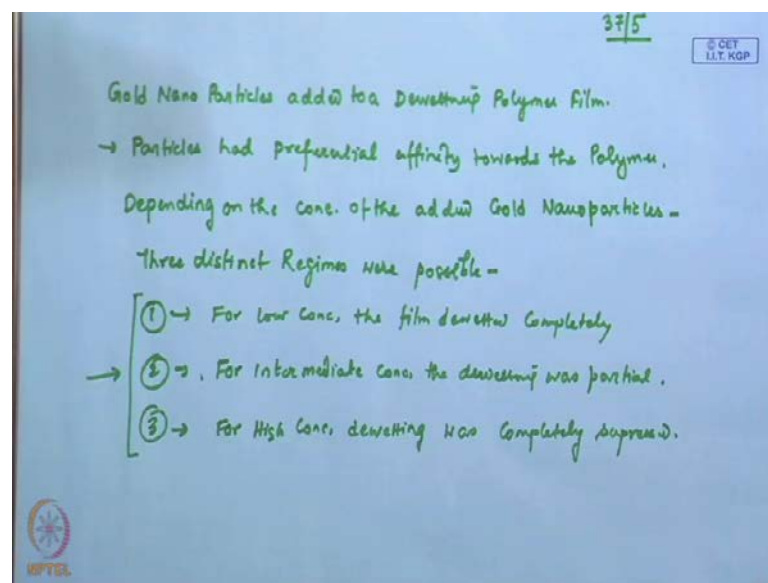 37/5
© CET
I.I.T. KGP
Gold Nano Particles added to a Dewetting Polymer Film.
→ Particles had preferential affinity towards the Polymer.
Depending on the conc. of the added Gold Nanoparticles -
Three distinct Regimes were possible -
① → For low conc, the film dewetted completely
→ ② → . For intermediate conc, the dewetting was partial.
③ → For High conc, dewetting was completely supressed.
NPTEL